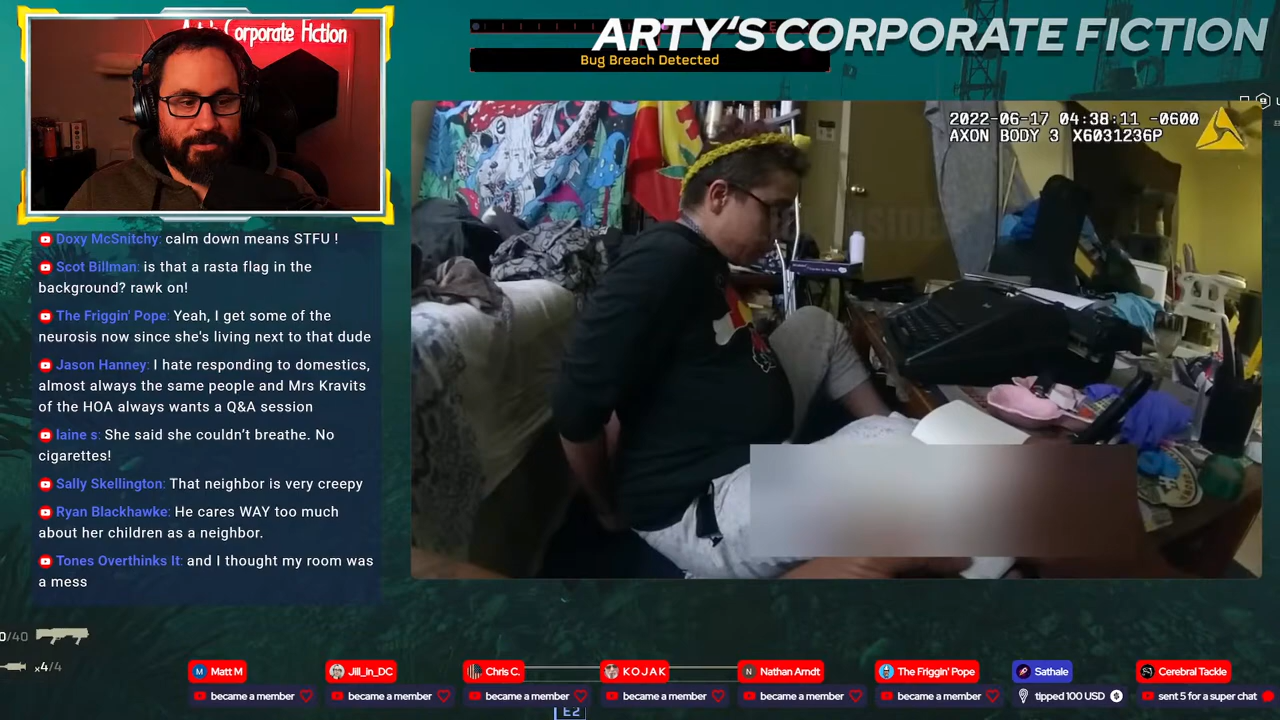 Arty's Corporate Fiction
ARTY'S CORPORATE FICTION
Bug Breach Detected
2022-06-17 04:38:11 -0600
AXON BODY 3 X6031236P
Doxy McSnitchy: calm down means STFU !
Scot Billman: is that a rasta flag in the
background? rawk on!
The Friggin' Pope: Yeah, I get some of the
neurosis now since she's living next to that dude
Jason Hanney: I hate responding to domestics,
almost always the same people and Mrs Kravits
of the HOA always wants a Q&A session
laine s: She said she couldn't breathe. No
cigarettes!
Sally Skellington: That neighbor is very creepy
Ryan Blackhawke: He cares WAY too much
about her children as a neighbor.
Tones Overthinks It: and I thought my room was
a mess
0/40
x4/4
M Matt M
became a member
Jill_in_DC
became a member
Chris C.
became a member
K O J A K
became a member
N Nathan Arndt
became a member
The Friggin' Pope
became a member
Sathale
tipped 100 USD
Cerebral Tackle
sent 5 for a super chat
E2